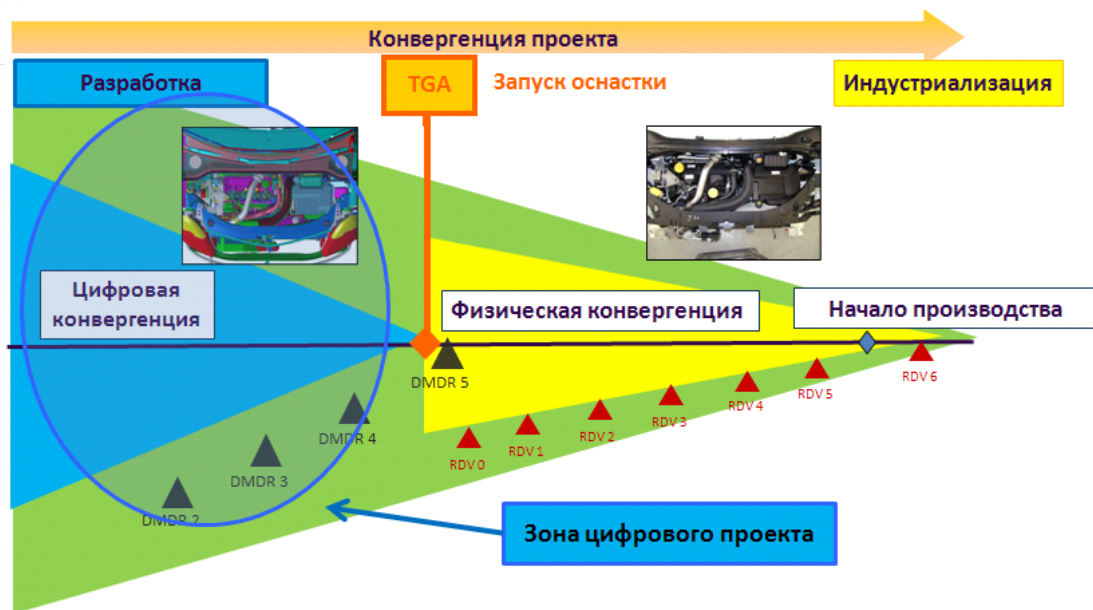 Конвергенция проекта
Разработка
TGA
Запуск оснастки
Индустриализация
Цифровая
конвергенция
Физическая конвергенция
Начало производства
DMDR 5
DMDR 4
DMDR 3
DMDR 2
RDV 0
RDV 1
RDV 2
RDV 3
RDV 4
RDV 5
RDV 6
Зона цифрового проекта